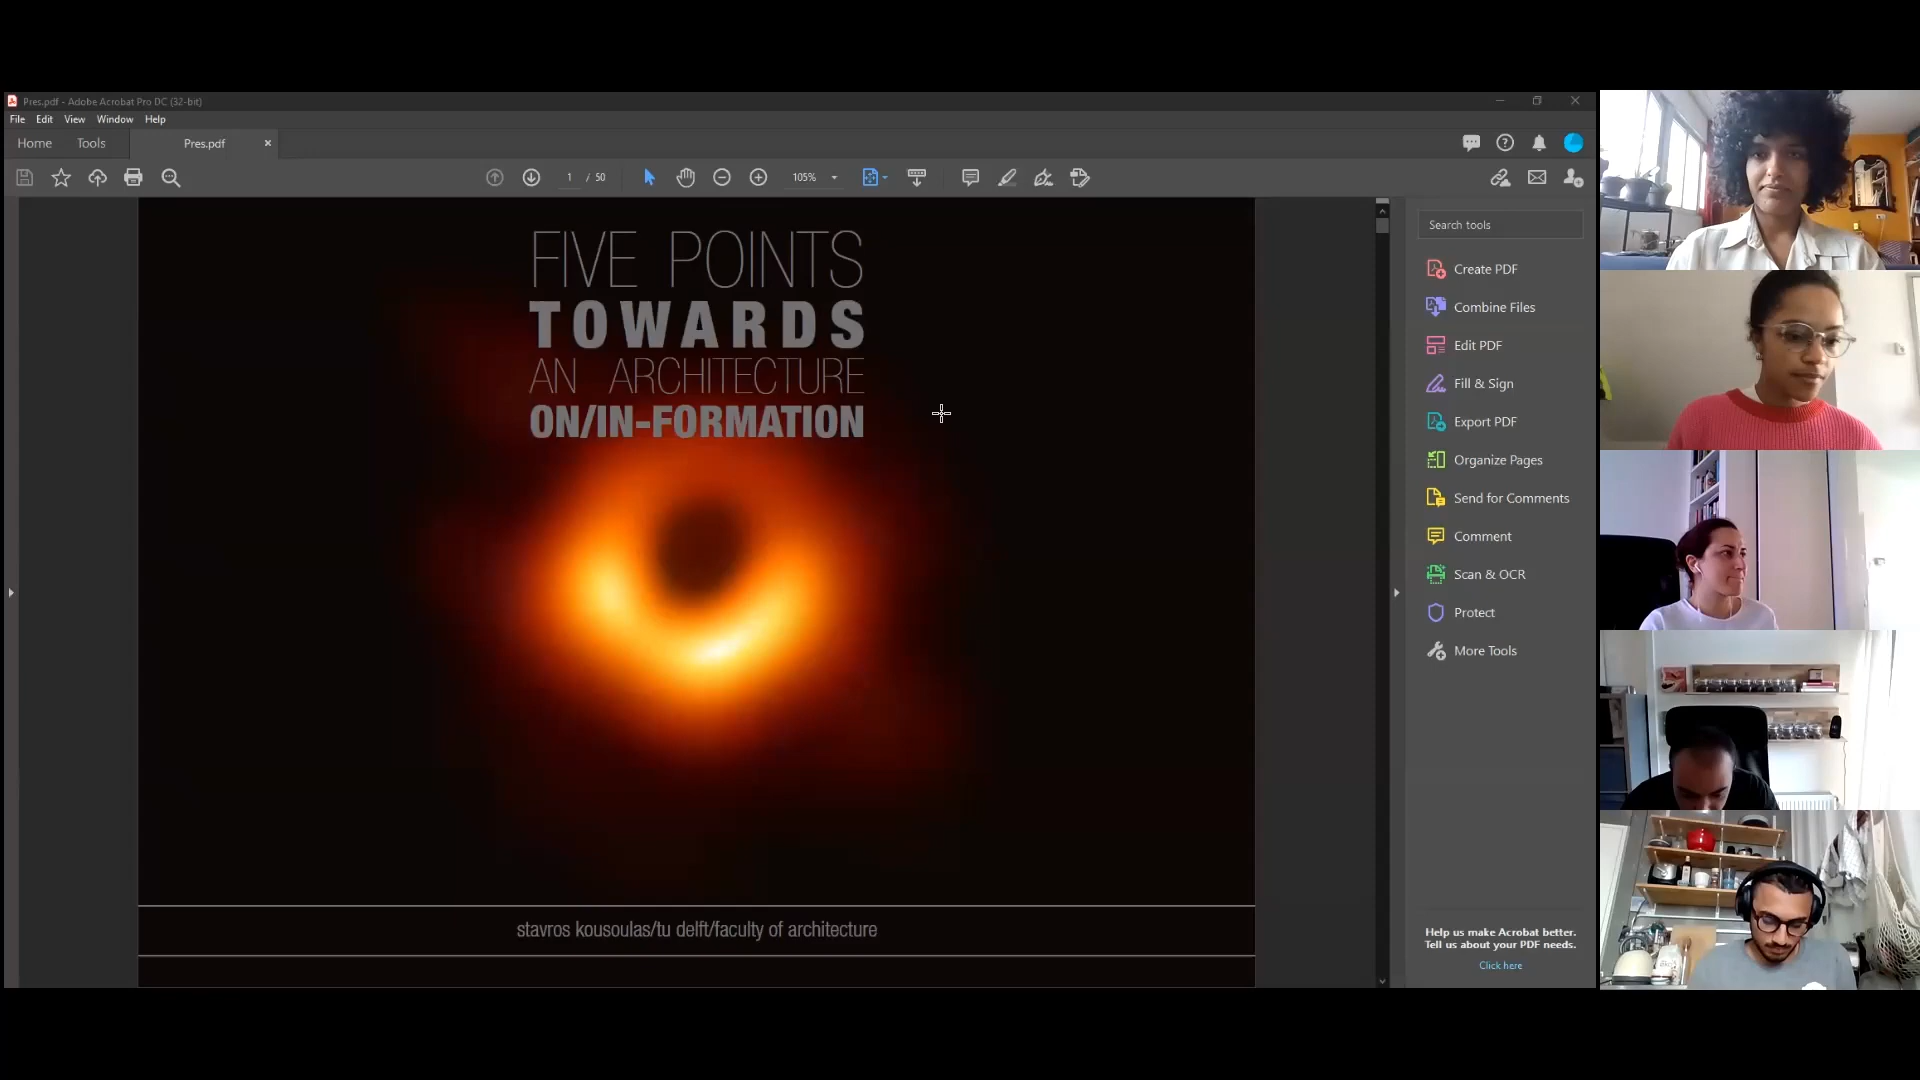 Pres.pdf - Adobe Acrobat Pro DC (32-bit)
File Edit View Window Help
Home Tools Pres.pdf
1 / 50 105%
FIVE POINTS
TOWARDS
AN ARCHITECTURE
ON/IN-FORMATION
stavros kousoulas/tu delft/faculty of architecture
Search tools
Create PDF
Combine Files
Edit PDF
Fill & Sign
Export PDF
Organize Pages
Send for Comments
Comment
Scan & OCR
Protect
More Tools
Help us make Acrobat better.
Tell us about your PDF needs.
Click here